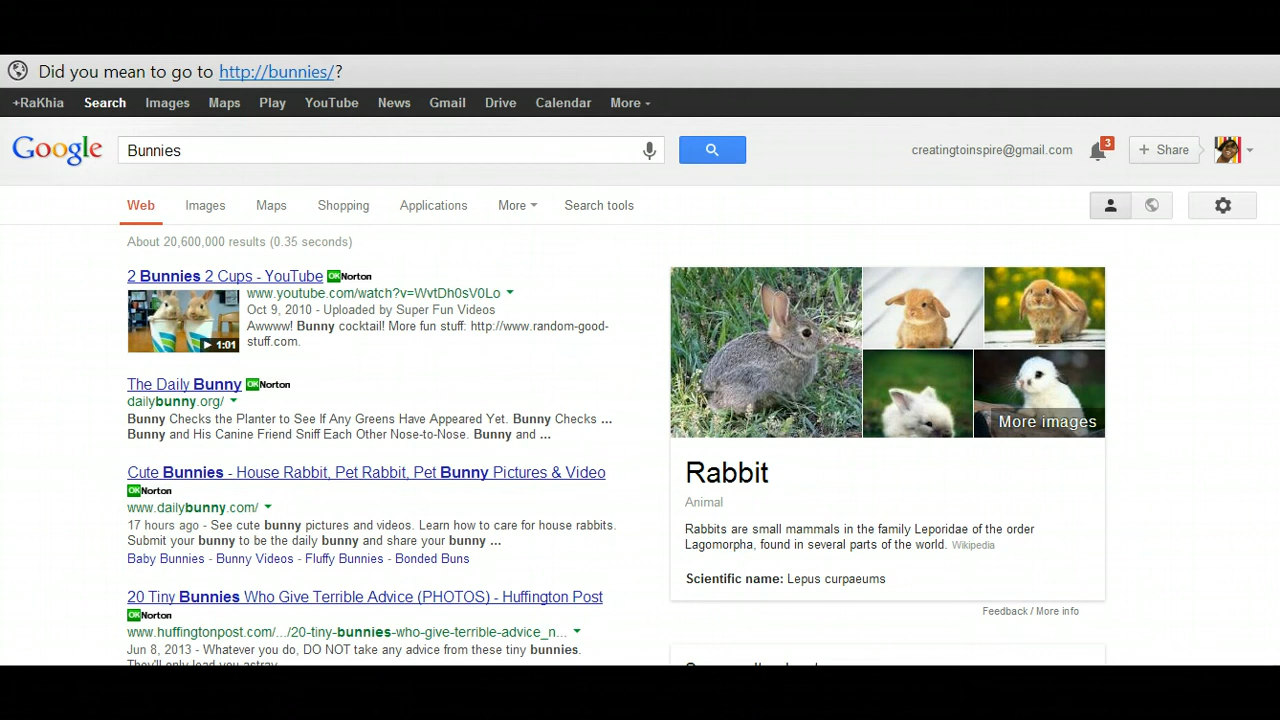 Did you mean to go to http://bunnies/?
+RaKhia Search Images Maps Play YouTube News Gmail Drive Calendar More
Google Bunnies creatingtoinspire@gmail.com 3 + Share
Web Images Maps Shopping Applications More Search tools
About 20,600,000 results (0.35 seconds)
2 Bunnies 2 Cups - YouTube OK Norton
www.youtube.com/watch?v=WvtDh0sV0Lo
Oct 9, 2010 - Uploaded by Super Fun Videos
Awwww! Bunny cocktail! More fun stuff: http://www.random-good-
stuff.com.
1:01
The Daily Bunny OK Norton
dailybunny.org/
Bunny Checks the Planter to See If Any Greens Have Appeared Yet. Bunny Checks ...
Bunny and His Canine Friend Sniff Each Other Nose-to-Nose. Bunny and ...
Cute Bunnies - House Rabbit, Pet Rabbit, Pet Bunny Pictures & Video
OK Norton
www.dailybunny.com/
17 hours ago - See cute bunny pictures and videos. Learn how to care for house rabbits.
Submit your bunny to be the daily bunny and share your bunny ...
Baby Bunnies - Bunny Videos - Fluffy Bunnies - Bonded Buns
20 Tiny Bunnies Who Give Terrible Advice (PHOTOS) - Huffington Post
OK Norton
www.huffingtonpost.com/.../20-tiny-bunnies-who-give-terrible-advice_n...
Jun 8, 2013 - Whatever you do, DO NOT take any advice from these tiny bunnies.
They'll only lead you astray.
More images
Rabbit
Animal
Rabbits are small mammals in the family Leporidae of the order
Lagomorpha, found in several parts of the world. Wikipedia
Scientific name: Lepus curpaeums
Feedback / More info